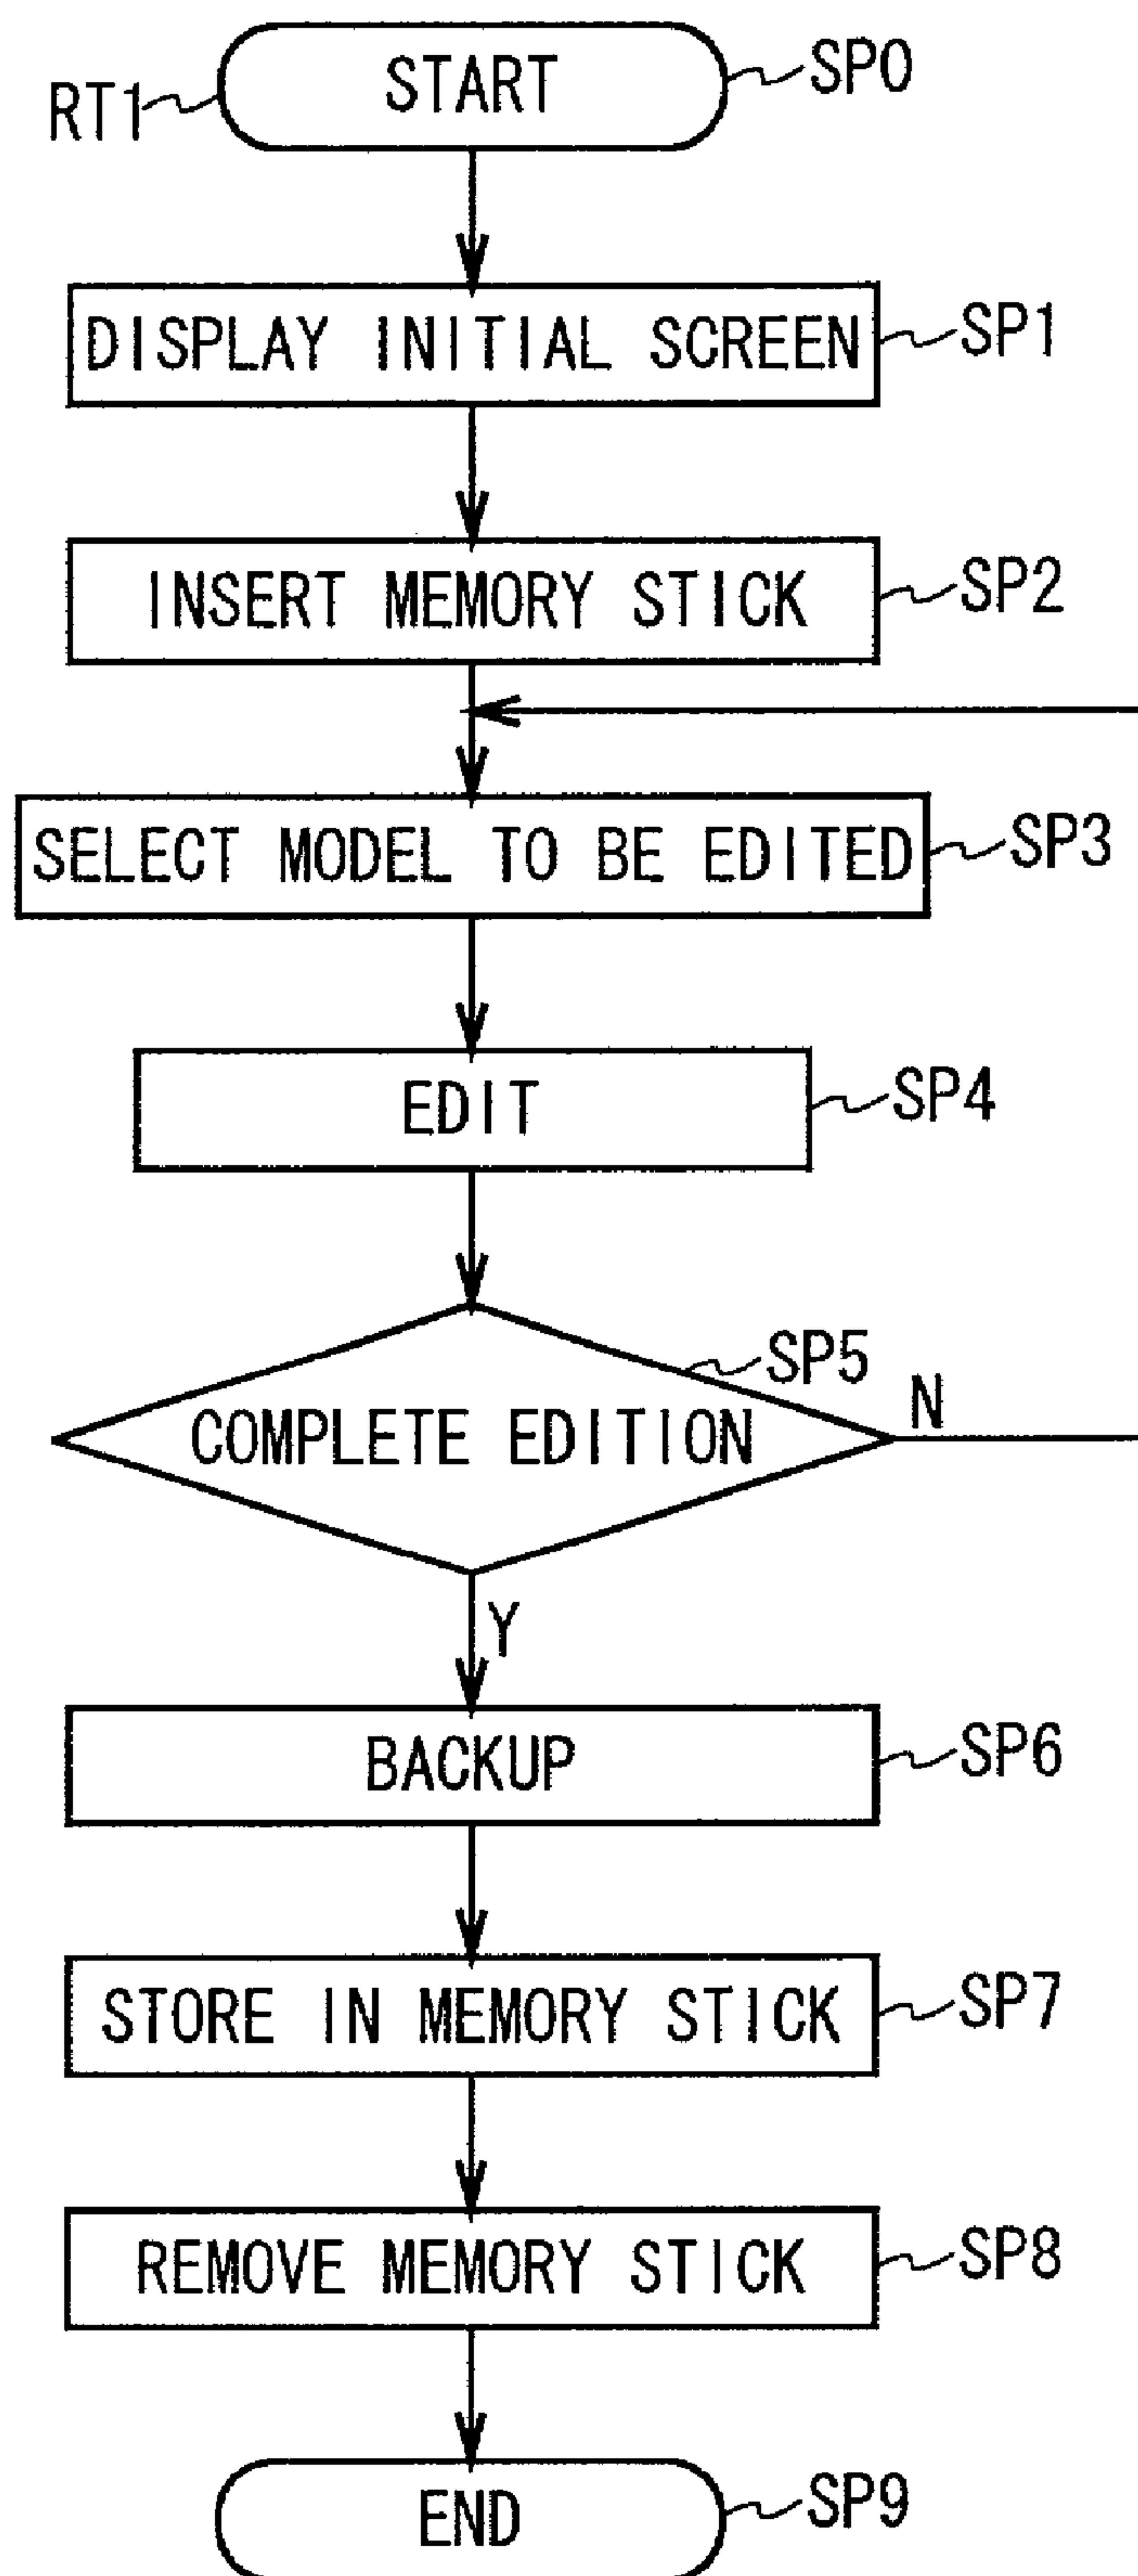 START
SP0
RT1
DISPLAY INITIAL SCREEN
SP1
INSERT MEMORY STICK
SP2
SELECT MODEL TO BE EDITED
SP3
EDIT
SP4
SP5
COMPLETE EDITION
N
Y
BACKUP
SP6
STORE IN MEMORY STICK
SP7
REMOVE MEMORY STICK
SP8
END
SP9